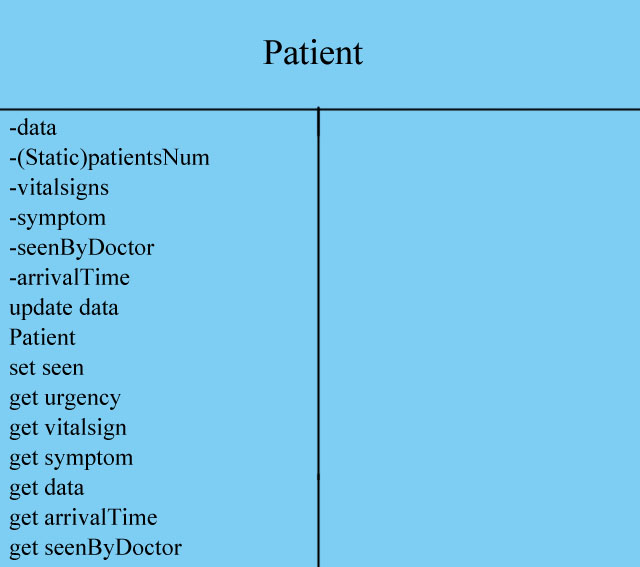 Patient
-data
-(Static)patientsNum
-vitalsigns
-symptom
-seenByDoctor
-arrivalTime
update data
Patient
set seen
get urgency
get vitalsign
get symptom
get data
get arrivalTime
get seenByDoctor